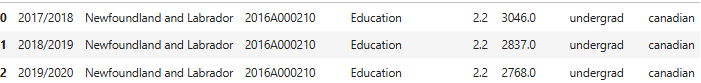 0 2017/2018 Newfoundland and Labrador 2016A000210 Education 2.2 3046.0 undergrad canadian
1 2018/2019 Newfoundland and Labrador 2016A000210 Education 2.2 2837.0 undergrad canadian
2 2019/2020 Newfoundland and Labrador 2016A000210 Education 2.2 2768.0 undergrad canadian